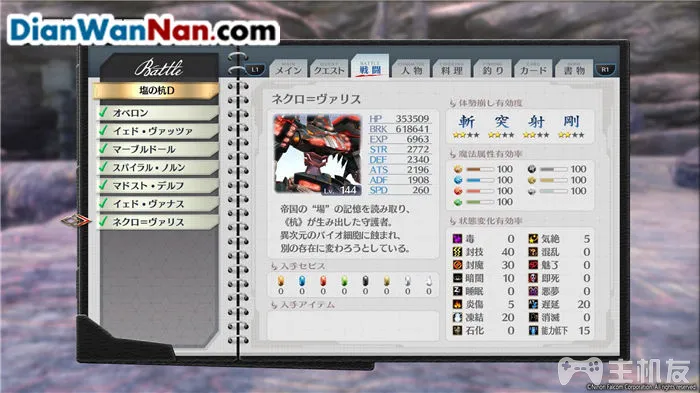 DianWanNan.com
Battle
塩の杭D
オベロン
イェド・ヴァッツァ
マーブルドール
スパイラル・ノルン
マドスト・デルフ
イェド・ヴァナス
ネクロ＝ヴァリス
L1
メイン
クエスト
BATTLE
戦闘
人物
料理
釣り
カード
書物
R1
ネクロ＝ヴァリス
HP 353509
BRK 618641
EXP 6963
STR 2772
DEF 2340
ATS 2196
ADF 1908
SPD 260
Lv. 144
帝国の“場”の記憶を読み取り、
《杭》が生み出した守護者。
異次元のバイオ細胞に蝕まれ、
別の存在に変わろうとしている。
入手セピス
0 0 0 0 0 0 0 0
入手アイテム
体勢崩し有効度
斬 突 射 剛
魔法属性有効率
100 100
100 100
100 100
100
状態変化有効率
毒 0 気絶 5
封技 40 混乱 0
封魔 30 魅了 0
暗闇 10 即死 0
睡眠 0 悪夢 0
炎傷 5 遅延 20
凍結 20 消滅 0
石化 0 能力低下 15
主机友
©Nihon Falcom Corporation. All rights reserved.